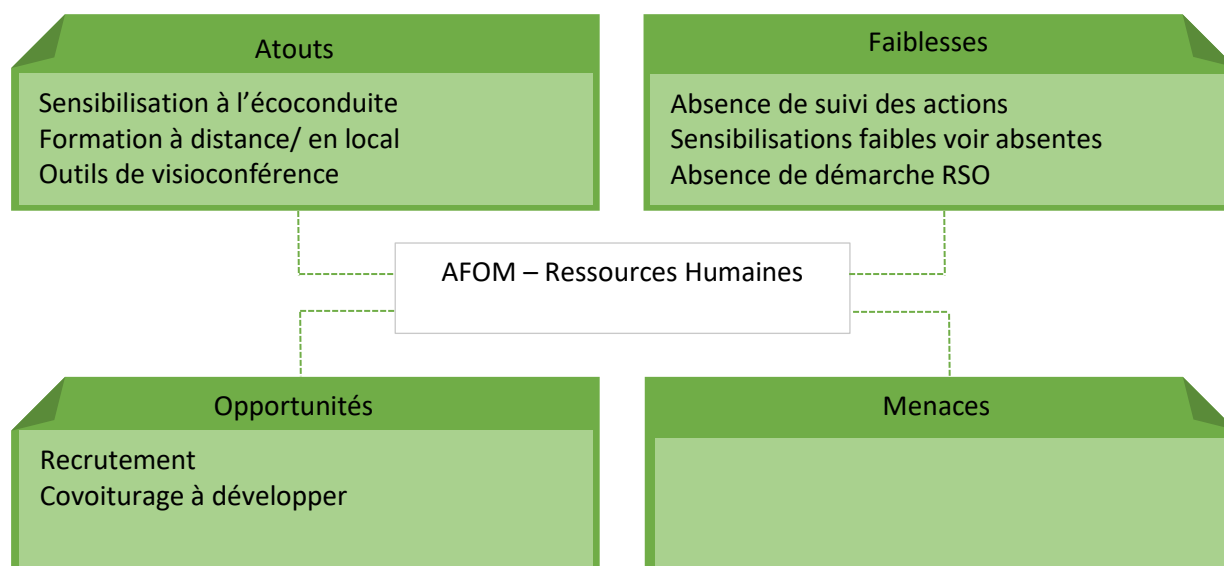 Atouts
Sensibilisation à l’écoconduite
Formation à distance/ en local
Outils de visioconférence
Faiblesses
Absence de suivi des actions
Sensibilisations faibles voir absentes
Absence de démarche RSO
AFOM – Ressources Humaines
Opportunités
Recrutement
Covoiturage à développer
Menaces